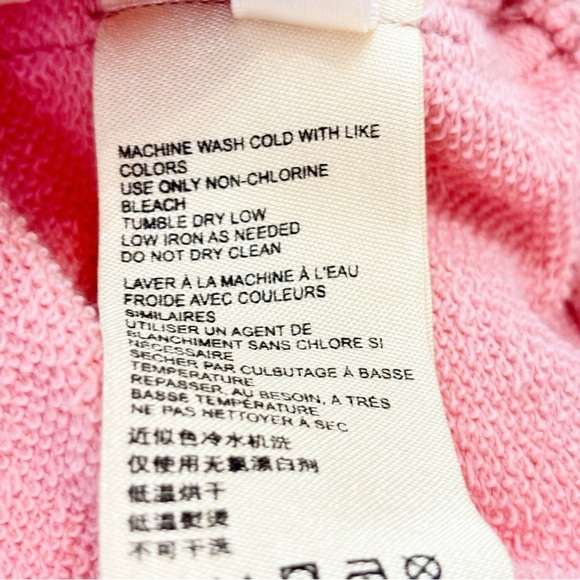 MACHINE WASH COLD WITH LIKE
COLORS
USE ONLY NON-CHLORINE
BLEACH
TUMBLE DRY LOW
LOW IRON AS NEEDED
DO NOT DRY CLEAN
LAVER À LA MACHINE À L'EAU
FROIDE AVEC COULEURS
SIMILAIRES
UTILISER UN AGENT DE
BLANCHIMENT SANS CHLORE SI
NÉCESSAIRE
SÉCHER PAR CULBUTAGE À BASSE
TEMPÉRATURE
REPASSER, AU BESOIN, A TRÈS
BASSE TEMPÉRATURE
NE PAS NETTOYER À SEC
近似色冷水机洗
仅使用无氯漂白剂
低温烘干
低温熨烫
不可干洗